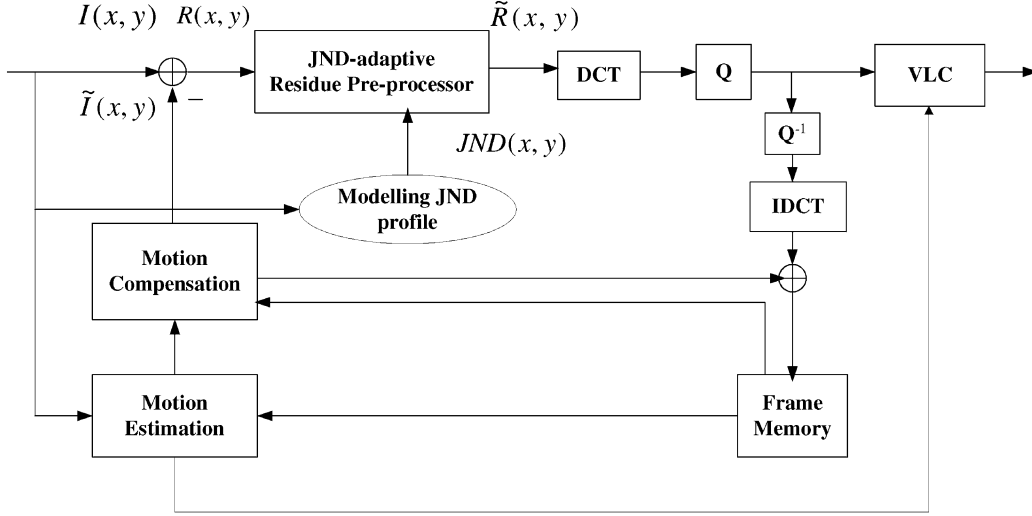 I(x, y)
R(x, y)
R̃(x, y)
JND-adaptive
Residue Pre-processor
DCT
Q
VLC
Ĩ(x, y)
−
JND(x, y)
Q⁻¹
Modelling JND
profile
IDCT
Motion
Compensation
Motion
Estimation
Frame
Memory